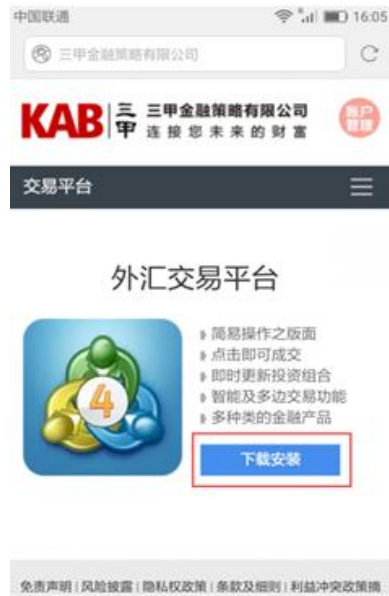 中国联通 16:05
三甲金融策略有限公司
KAB 三甲 三甲金融策略有限公司
连接您未来的财富
账户
管理
交易平台
外汇交易平台
4
简易操作之版面
点击即可成交
即时更新投资组合
智能及多边交易功能
多种类的金融产品
下载安装
免责声明 | 风险披露 | 隐私权政策 | 条款及细则 | 利益冲突政策摘